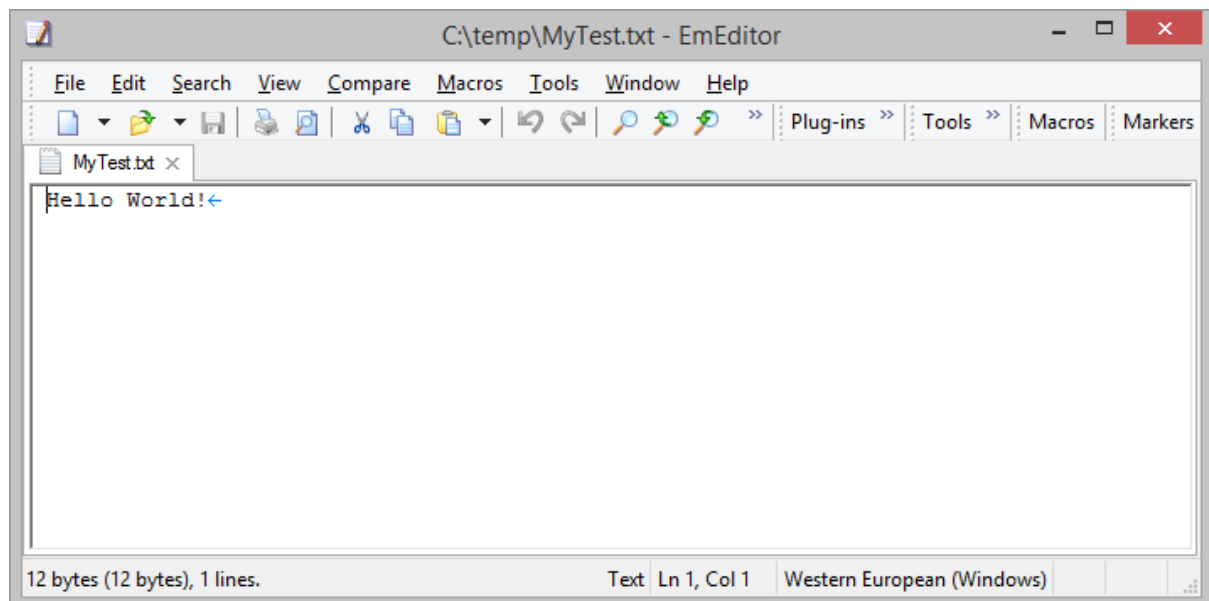 C:\temp\MyTest.txt - EmEditor
File Edit Search View Compare Macros Tools Window Help
Plug-ins » Tools » Macros Markers
MyTest.txt
Hello World!←
12 bytes (12 bytes), 1 lines. Text Ln 1, Col 1 Western European (Windows)